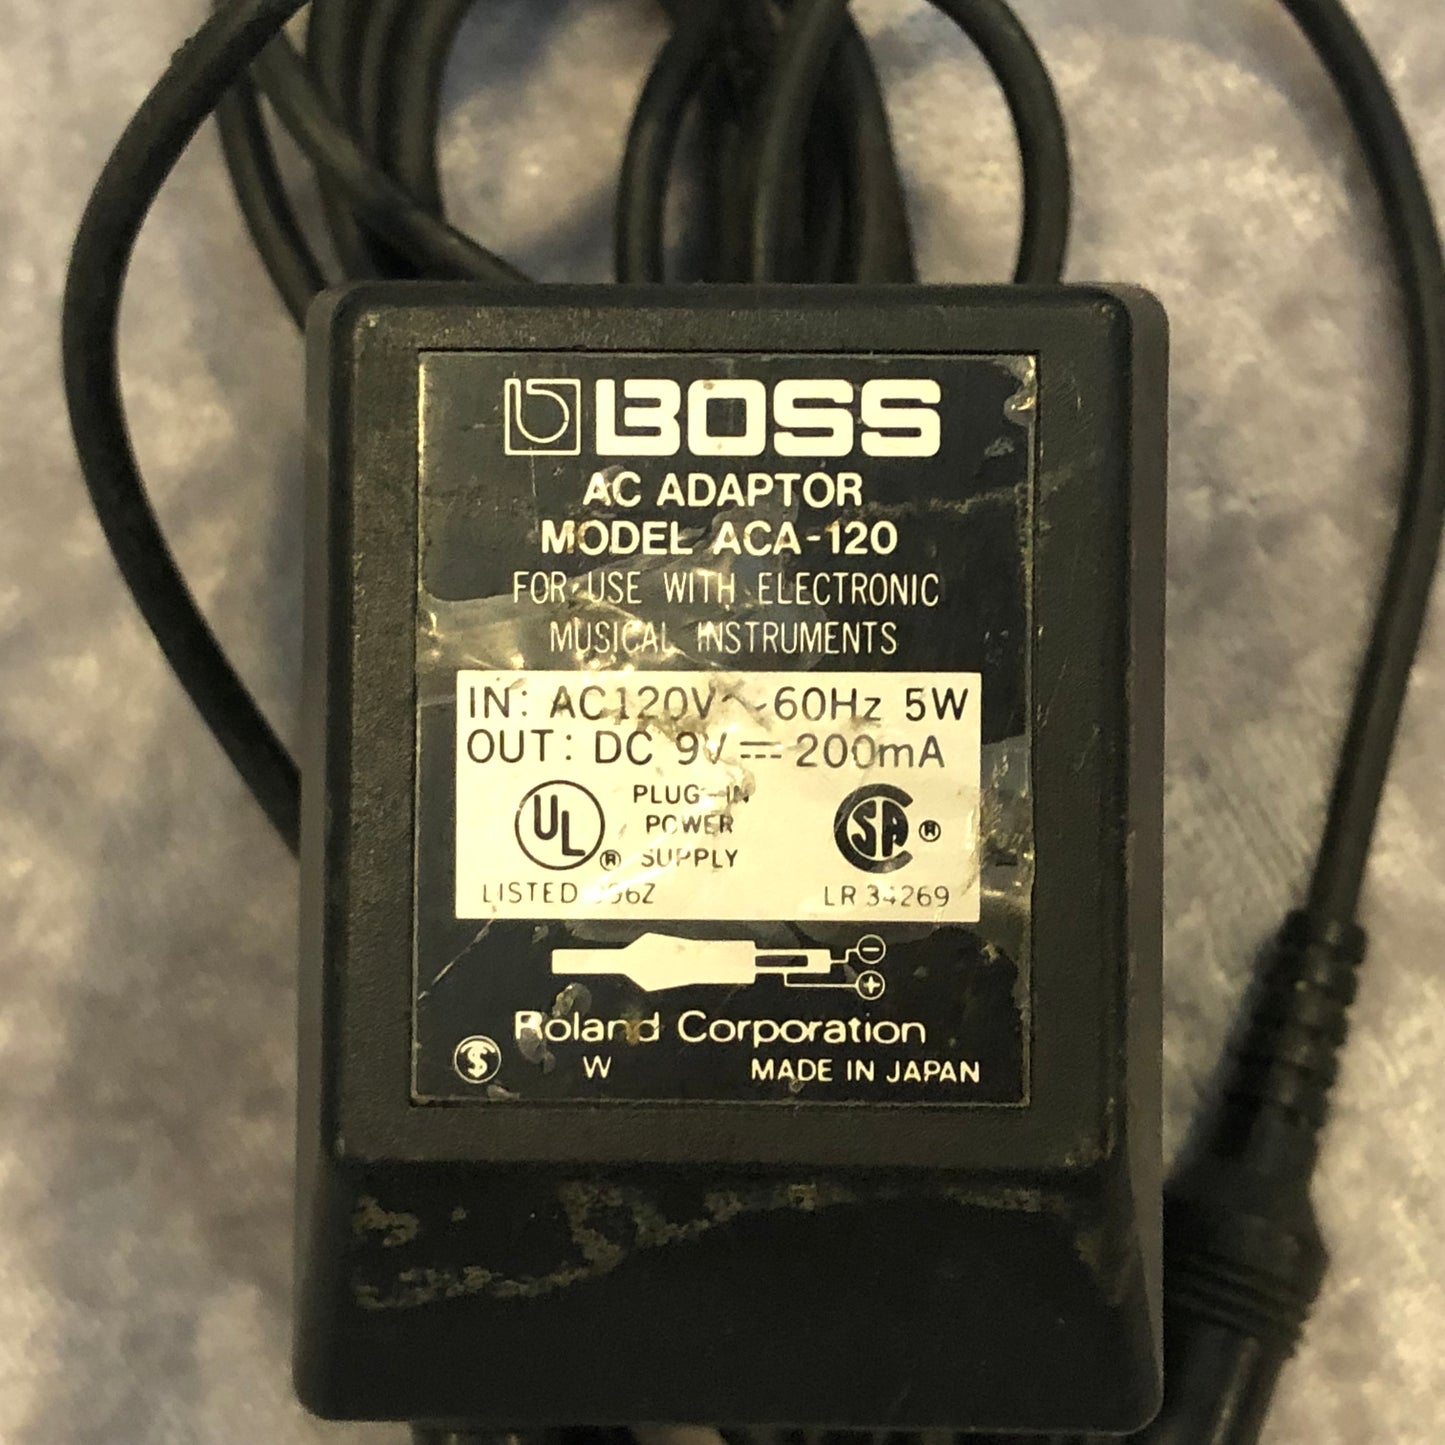 BOSS
AC ADAPTOR
MODEL ACA-120
FOR USE WITH ELECTRONIC
MUSICAL INSTRUMENTS
IN: AC120V~60Hz 5W
OUT: DC 9V⎓200mA
UL® PLUG-IN POWER SUPPLY
SA®
LISTED
LR 34269
−
+
Roland Corporation
W MADE IN JAPAN